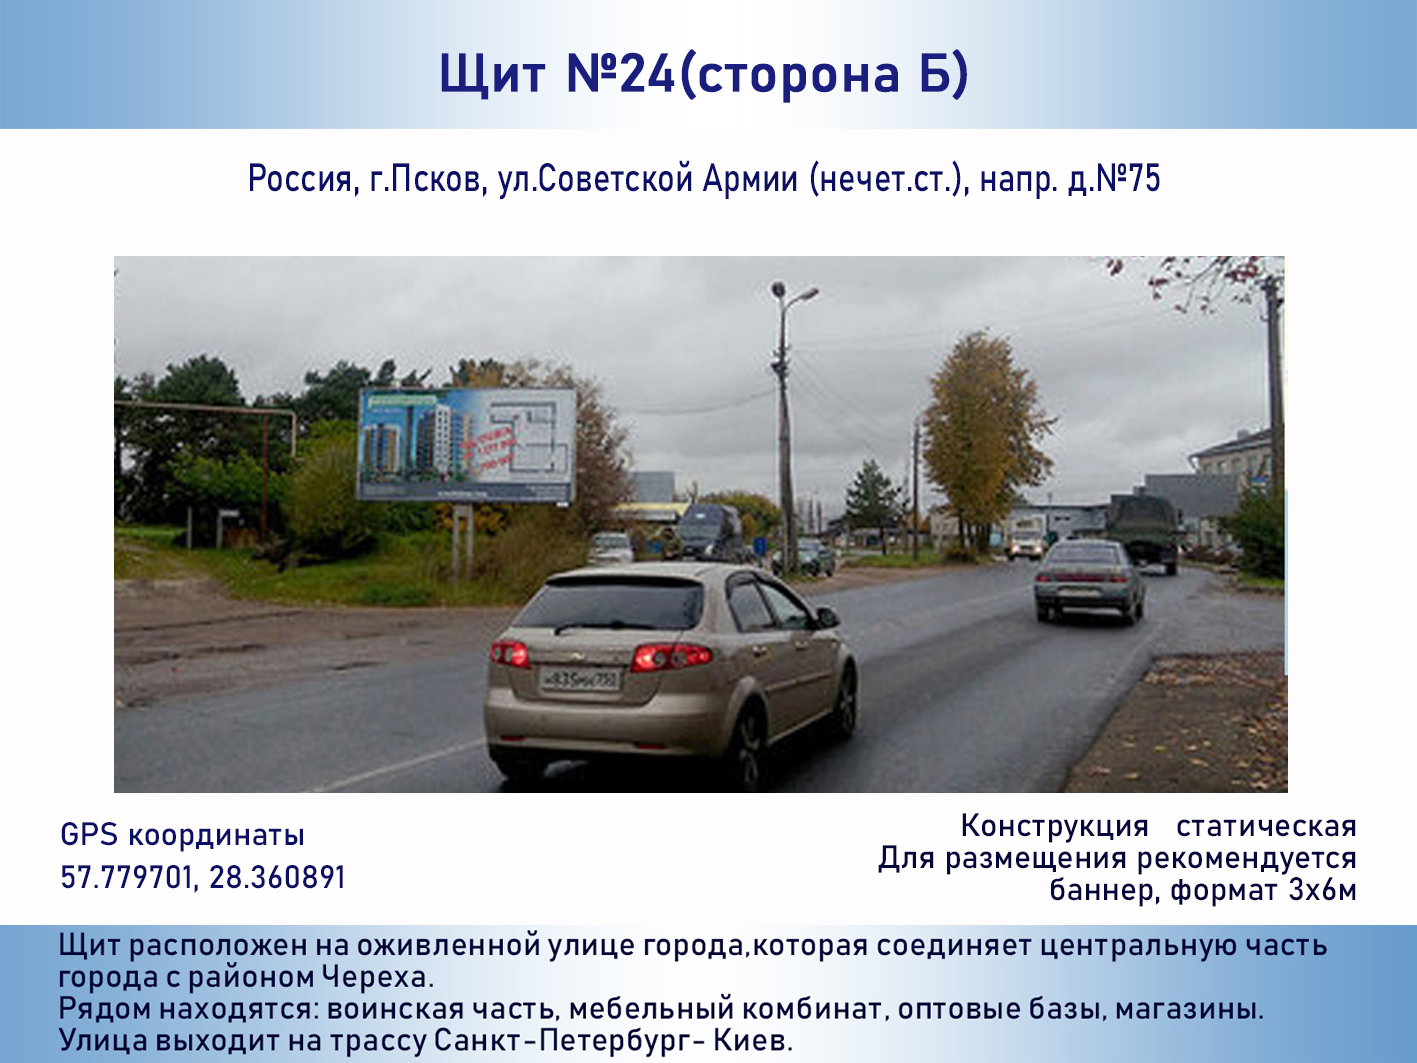 Щит №24(сторона Б)
Россия, г.Псков, ул.Советской Армии (нечет.ст.), напр. д.№75
GPS координаты
57.779701, 28.360891
Конструкция статическая
Для размещения рекомендуется
баннер, формат 3х6м
Щит расположен на оживленной улице города,которая соединяет центральную часть
города с районом Череха.
Рядом находятся: воинская часть, мебельный комбинат, оптовые базы, магазины.
Улица выходит на трассу Санкт-Петербург- Киев.